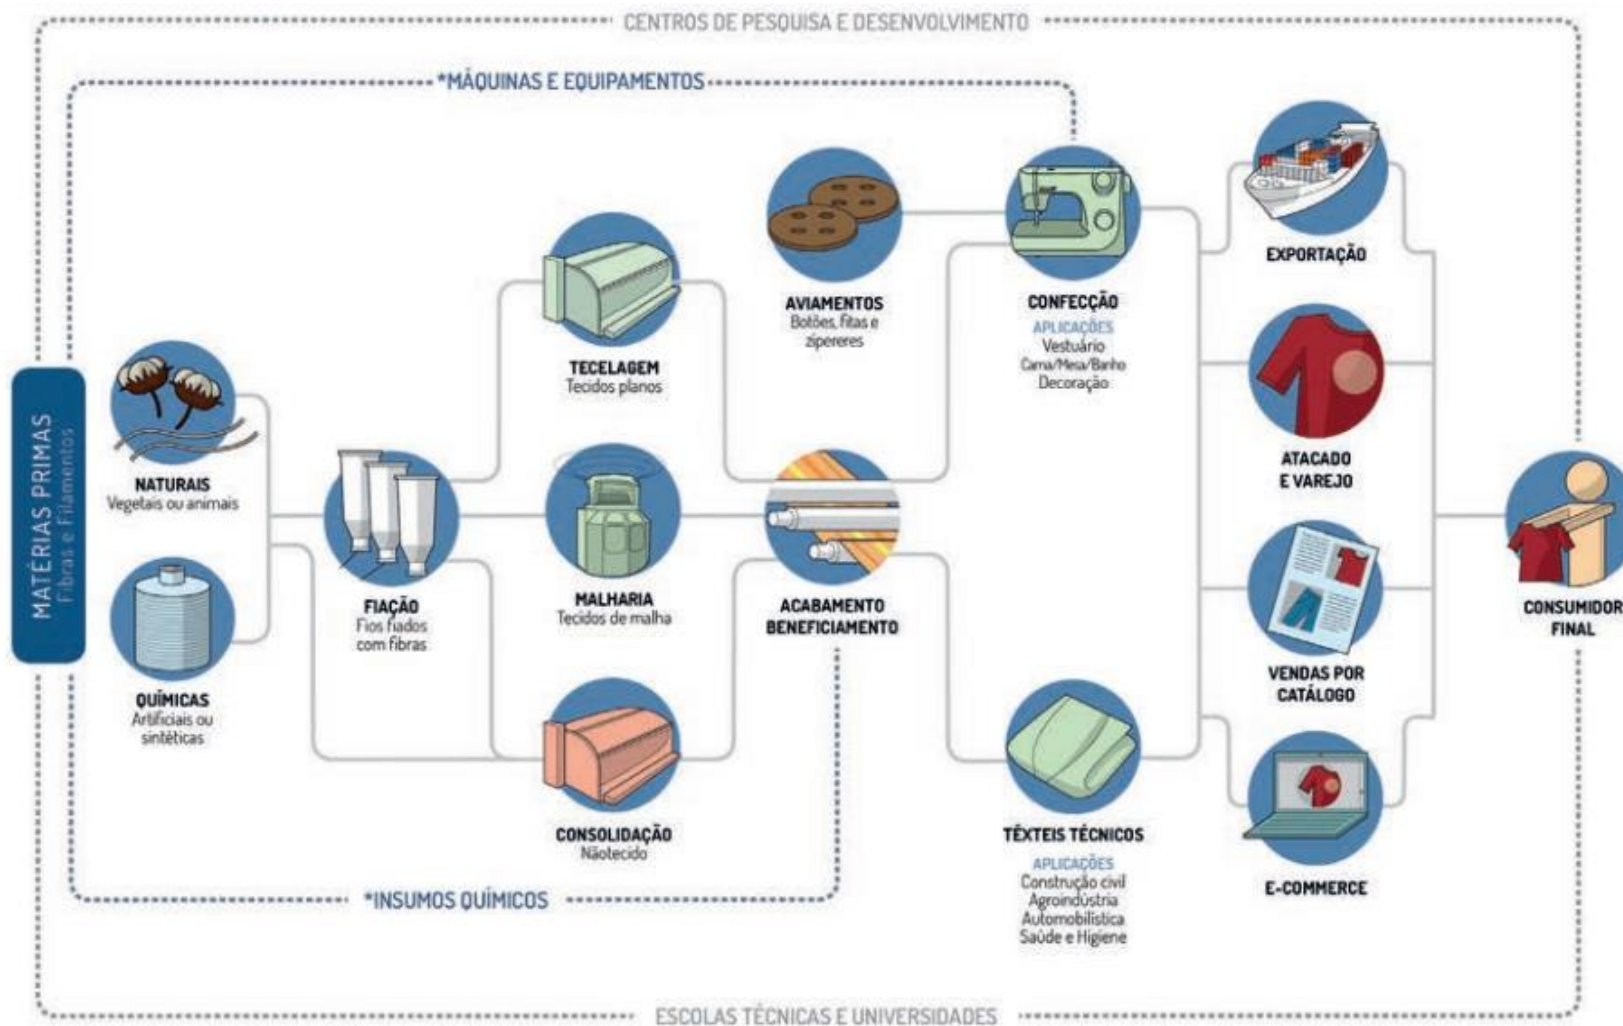 CENTROS DE PESQUISA E DESENVOLVIMENTO
*MÁQUINAS E EQUIPAMENTOS
MATÉRIAS PRIMAS
Fibras e Filamentos
NATURAIS
Vegetais ou animais
QUÍMICAS
Artificiais ou
sintéticas
FIAÇÃO
Fios fiados
com fibras
TECELAGEM
Tecidos planos
MALHARIA
Tecidos de malha
CONSOLIDAÇÃO
Nãotecido
AVIAMENTOS
Botões, fitas e
zípereres
ACABAMENTO
BENEFICIAMENTO
CONFECÇÃO
APLICAÇÕES
Vestuário
Cama/Mesa/Banho
Decoração
TÊXTEIS TÉCNICOS
APLICAÇÕES
Construção civil
Agroindústria
Automobilística
Saúde e Higiene
EXPORTAÇÃO
ATACADO
E VAREJO
VENDAS POR
CATÁLOGO
E-COMMERCE
CONSUMIDOR
FINAL
*INSUMOS QUÍMICOS
ESCOLAS TÉCNICAS E UNIVERSIDADES